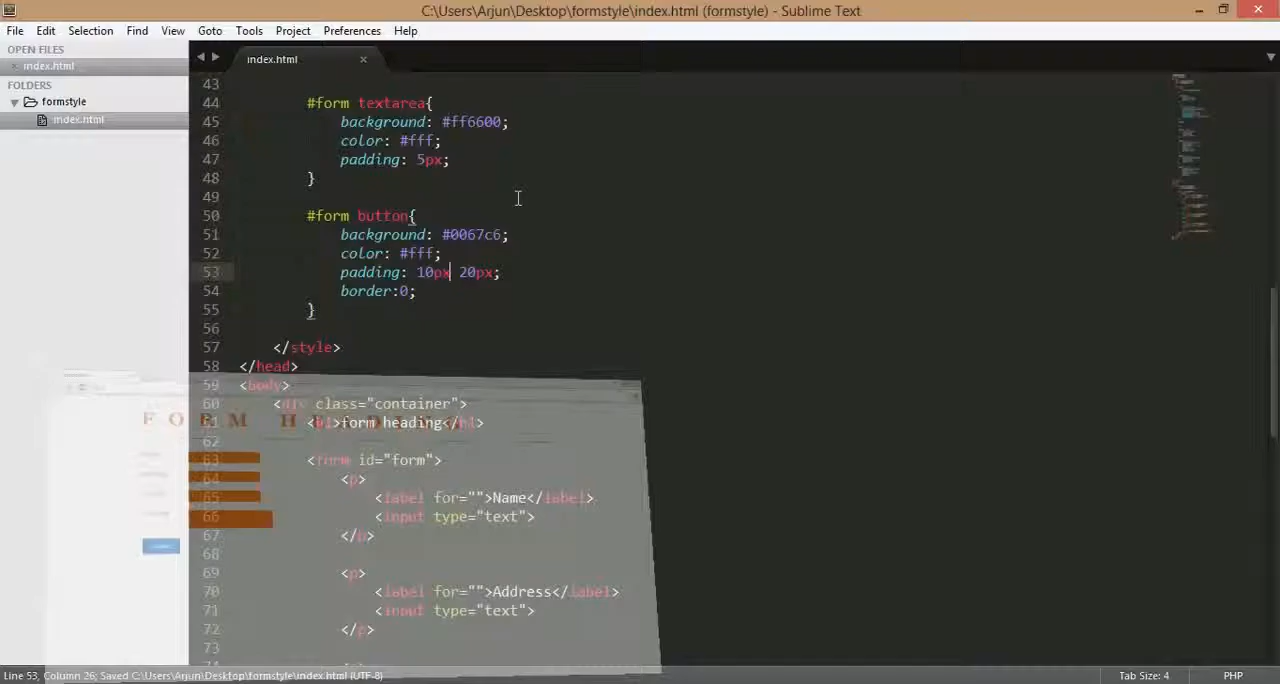 C:\Users\Arjun\Desktop\formstyle\index.html (formstyle) - Sublime Text
File Edit Selection Find View Goto Tools Project Preferences Help
OPEN FILES
index.html
FOLDERS
formstyle
index.html
index.html
43
44 #form textarea{
45 background: #ff6600;
46 color: #fff;
47 padding: 5px;
48 }
49
50 #form button{
51 background: #0067c6;
52 color: #fff;
53 padding: 10px 20px;
54 border:0;
55 }
56
57 </style>
58 </head>
59 <body>
60 <div class="container">
61 <h1>form heading</h1>
62
63 <form id="form">
64 <p>
65 <label for="">Name</label>
66 <input type="text">
67 </p>
68
69 <p>
70 <label for="">Address</label>
71 <input type="text">
72 </p>
73
74 <p>
FORM HEADING
Line 53, Column 26; Saved C:\Users\Arjun\Desktop\formstyle\index.html (UTF-8)
Tab Size: 4
PHP